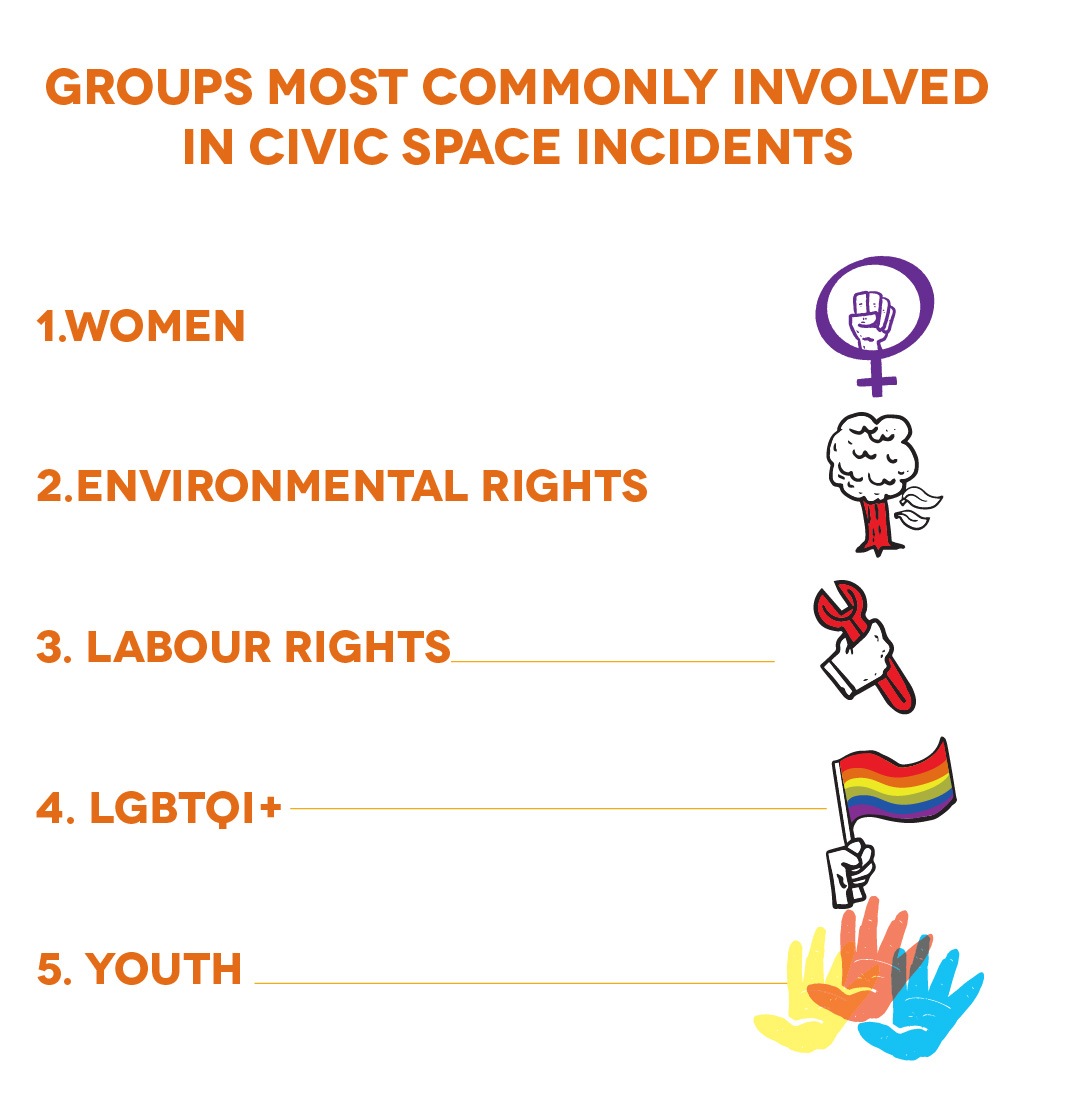 GROUPS MOST COMMONLY INVOLVED
IN CIVIC SPACE INCIDENTS
1.WOMEN
2.ENVIRONMENTAL RIGHTS
3. LABOUR RIGHTS
4. LGBTQI+
5. YOUTH